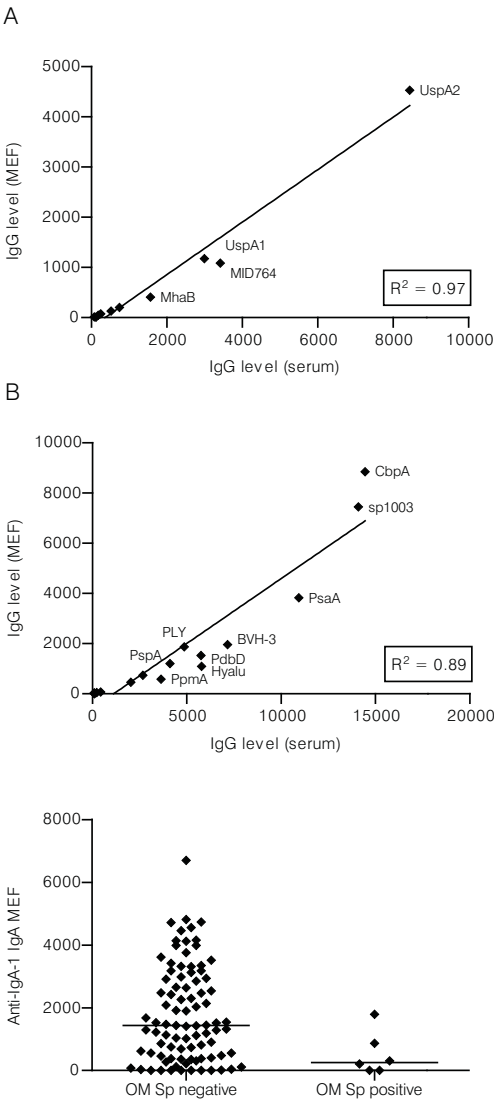 A
5000
4000
3000
2000
1000
0
IgG level (MEF)
UspA2
UspA1
MID764
MhaB
R² = 0.97
0 2000 4000 6000 8000 10000
IgG level (serum)
B
10000
8000
6000
4000
2000
0
IgG level (MEF)
CbpA
sp1003
PsaA
PLY
BVH-3
PspA
PdbD
Hyalu
PpmA
R² = 0.89
0 5000 10000 15000 20000
IgG level (serum)
8000
6000
4000
2000
0
Anti-IgA-1 IgA MEF
OM Sp negative OM Sp positive